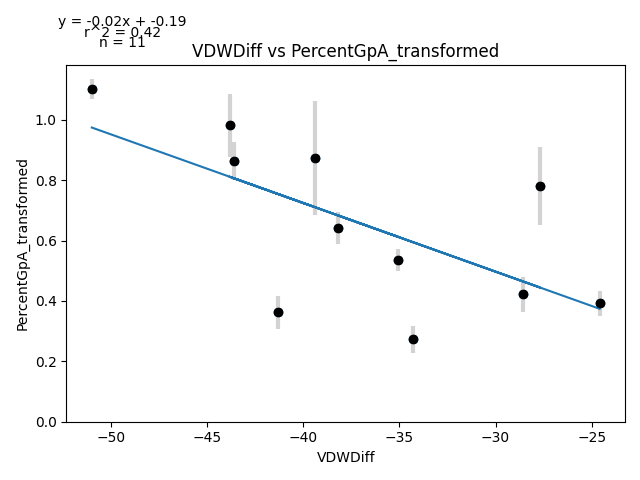 y = -0.02x + -0.19
r^2 = 0.42
n = 11
VDWDiff vs PercentGpA_transformed
PercentGpA_transformed
1.0
0.8
0.6
0.4
0.2
0.0
−50 −45 −40 −35 −30 −25
VDWDiff